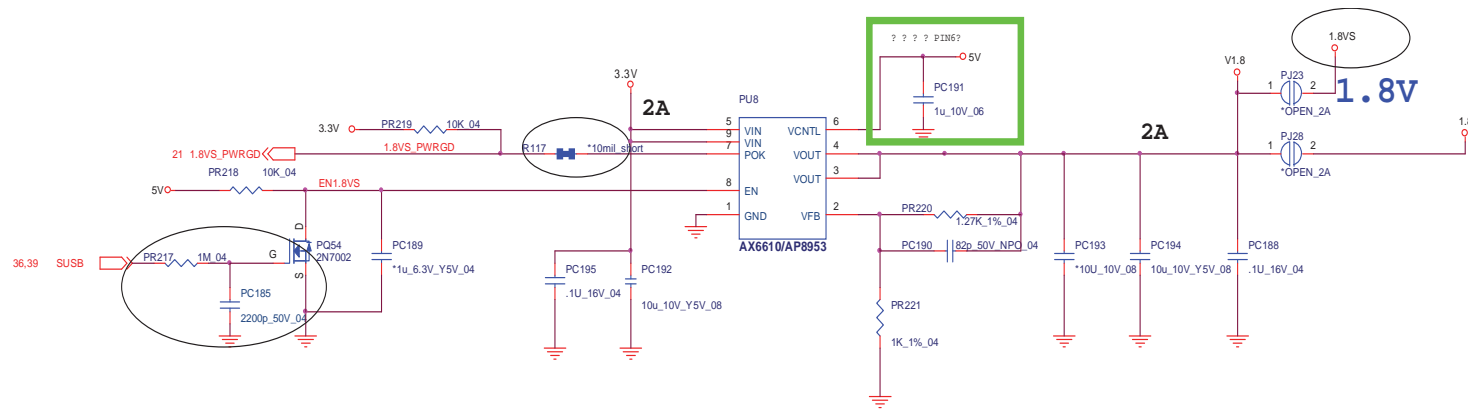 ? ? ? ? PIN6?
1.8VS
5V
3.3V
V1.8
PJ23
1 2
1.8V
*OPEN_2A
2A
PC191
1u_10V_06
PU8
3.3V
PR219
10K_04
5 VIN
9 VIN
7 POK
8 EN
1 GND
VCNTL 6
VOUT 4
VOUT 3
VFB 2
AX6610/AP8953
2A
PJ28
1 2
*OPEN_2A
1.8
21 1.8VS_PWRGD
1.8VS_PWRGD
R117
*10mil_short
PR218
10K_04
5V
EN1.8VS
D
G
S
PQ54
2N7002
PC189
*1u_6.3V_Y5V_04
36,39 SUSB
PR217
1M_04
PC185
2200p_50V_04
PC195
.1U_16V_04
PC192
10u_10V_Y5V_08
PR220
1.27K_1%_04
PC190
82p_50V_NPO_04
PR221
1K_1%_04
PC193
*10U_10V_08
PC194
10u_10V_Y5V_08
PC188
.1U_16V_04